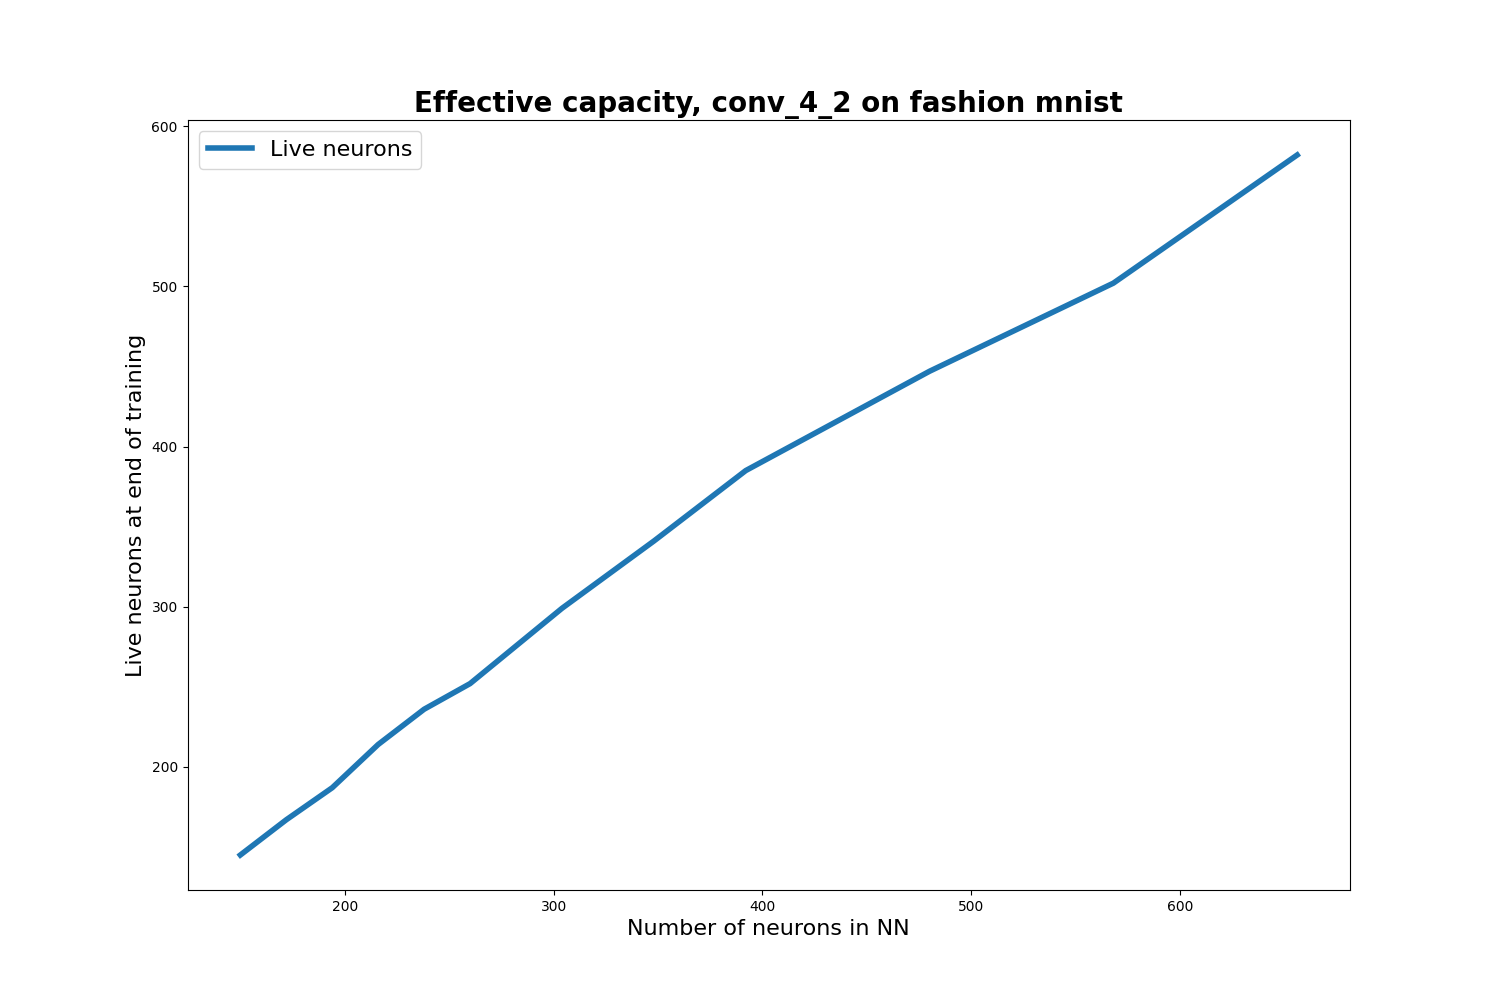 Effective capacity, conv_4_2 on fashion mnist
Live neurons
600
500
400
300
200
Live neurons at end of training
200
300
400
500
600
Number of neurons in NN